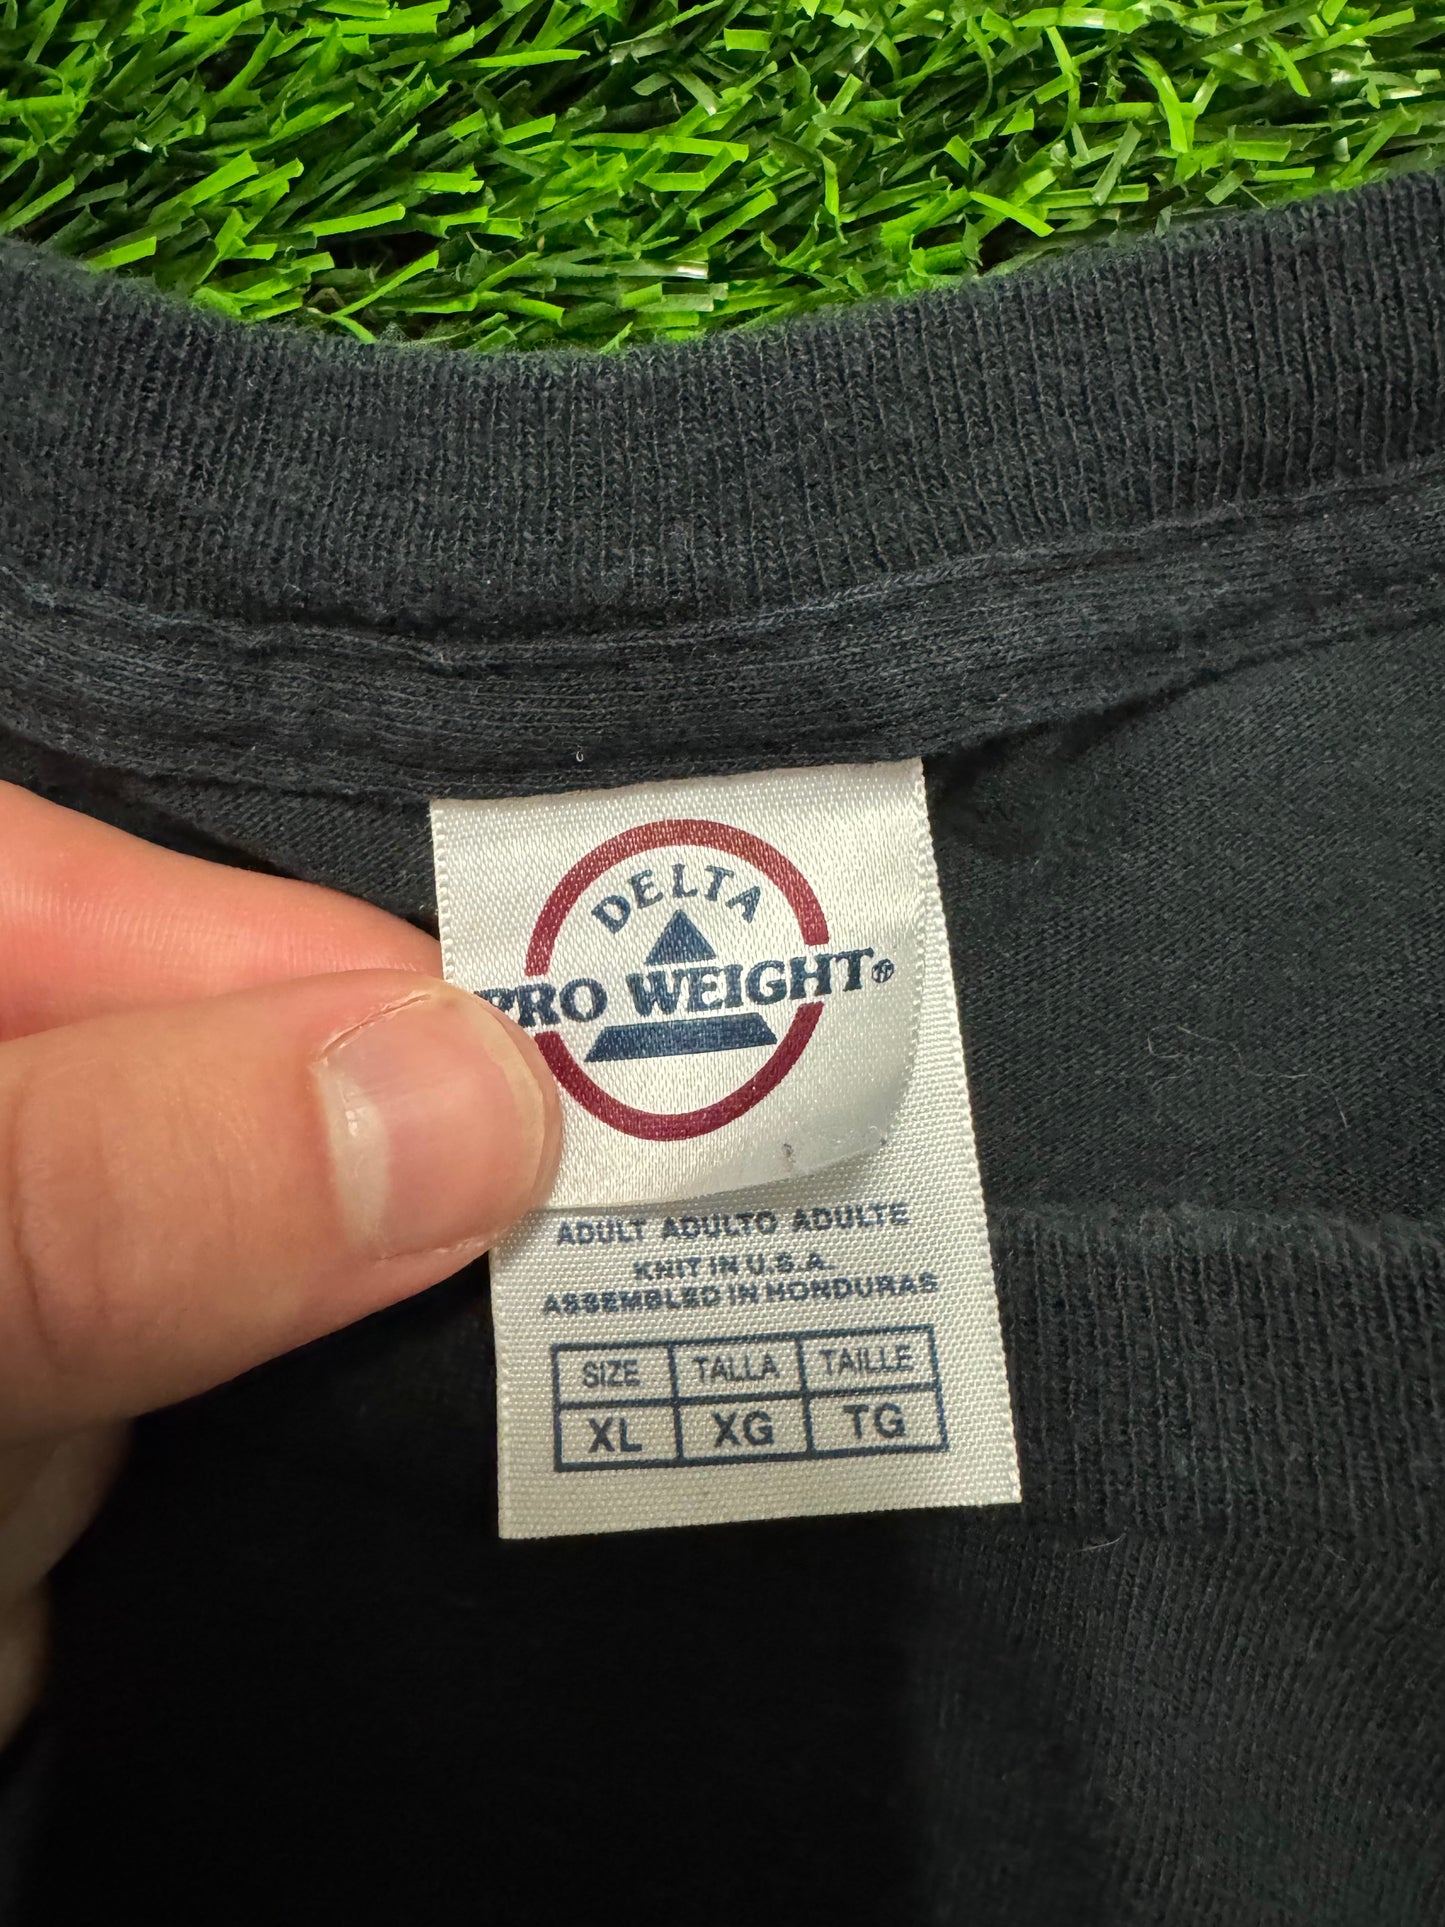 DELTA
PRO WEIGHT®
ADULT ADULTO ADULTE
KNIT IN U.S.A.
ASSEMBLED IN HONDURAS
SIZE TALLA TAILLE
XL XG TG